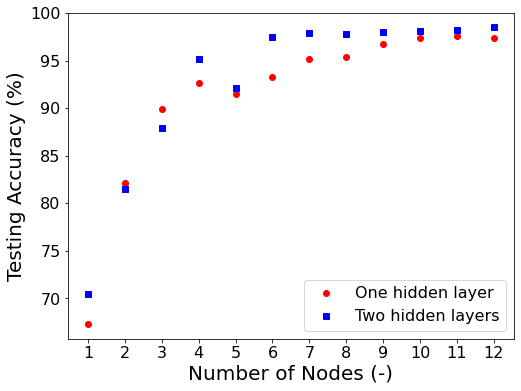 100
95
90
85
80
75
70
Testing Accuracy (%)
One hidden layer
Two hidden layers
1 2 3 4 5 6 7 8 9 10 11 12
Number of Nodes (-)